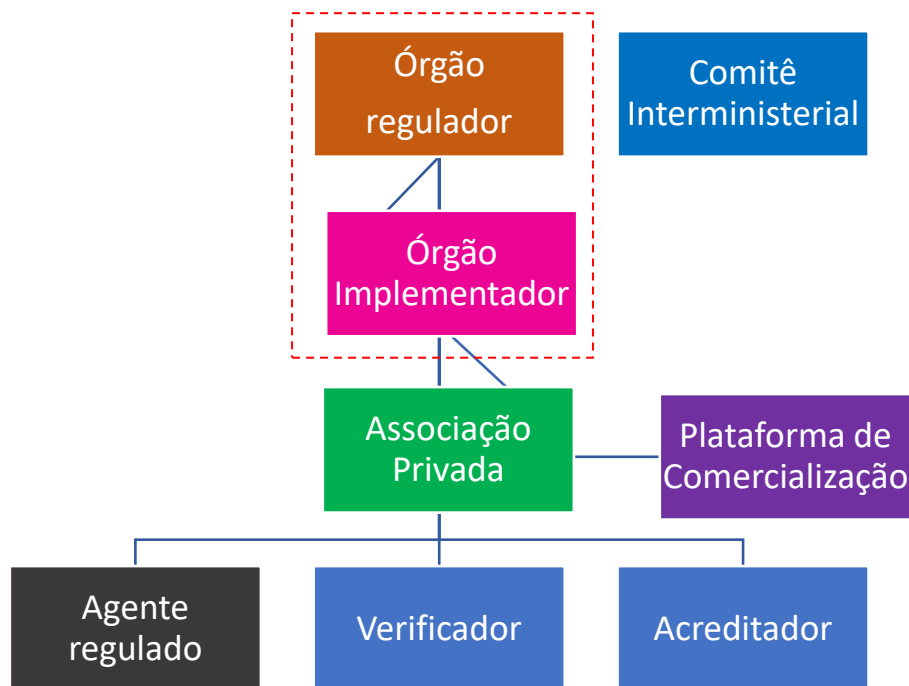 Órgão
regulador
Comitê
Interministerial
Órgão
Implementador
Associação
Privada
Plataforma de
Comercialização
Agente
regulado
Verificador
Acreditador